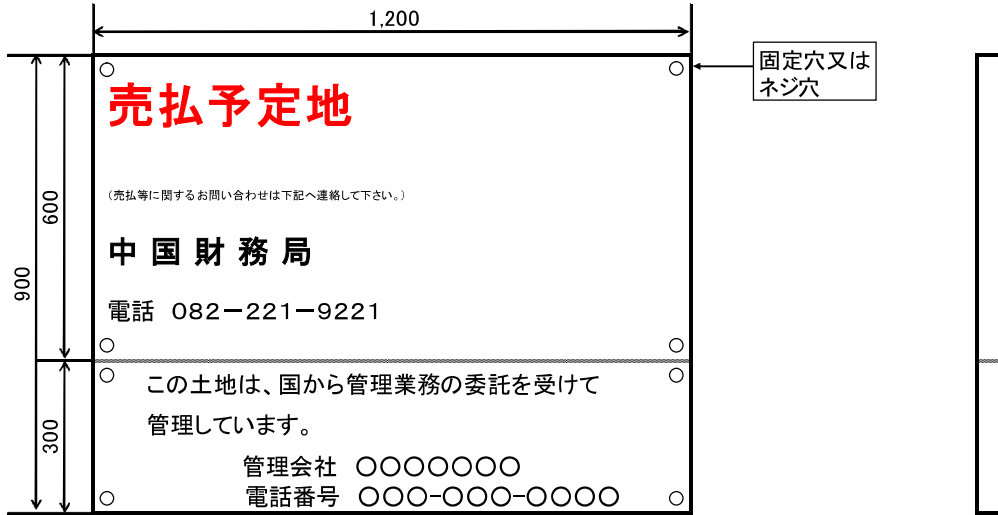 1,200
固定穴又は
ネジ穴
売払予定地
(売払等に関するお問い合わせは下記へ連絡して下さい。)
600
中国財務局
900
電話 082-221-9221
この土地は、国から管理業務の委託を受けて
管理しています。
300
管理会社 〇〇〇〇〇〇〇
電話番号 〇〇〇-〇〇〇-〇〇〇〇